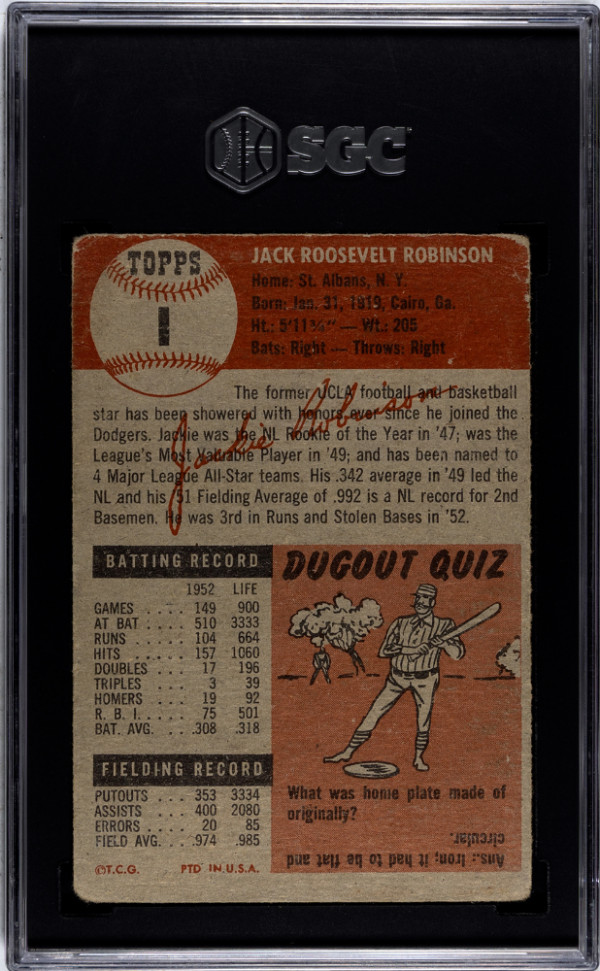 SGC
TOPPS
1
JACK ROOSEVELT ROBINSON
Home: St. Albans, N. Y.
Born: Jan. 31, 1919, Cairo, Ga.
Ht.: 5'11¾" — Wt.: 205
Bats: Right — Throws: Right
The former UCLA football and basketball
star has been showered with honors ever since he joined the
Dodgers. Jackie was the NL Rookie of the Year in '47; was the
League's Most Valuable Player in '49; and has been named to
4 Major League All-Star teams. His .342 average in '49 led the
NL and his '51 Fielding Average of .992 is a NL record for 2nd
Basemen. He was 3rd in Runs and Stolen Bases in '52.
Jackie Robinson
BATTING RECORD
1952 LIFE
GAMES .... 149 900
AT BAT .... 510 3333
RUNS .... 104 664
HITS .... 157 1060
DOUBLES ... 17 196
TRIPLES ... 3 39
HOMERS ... 19 92
R. B. I. .... 75 501
BAT. AVG. ... .308 .318
FIELDING RECORD
PUTOUTS ... 353 3334
ASSISTS ... 400 2080
ERRORS ... 20 85
FIELD AVG. ... .974 .985
©T.C.G. PTD IN U.S.A.
DUGOUT QUIZ
What was home plate made of
originally?
Ans.: Iron; it had to be flat and
circular.